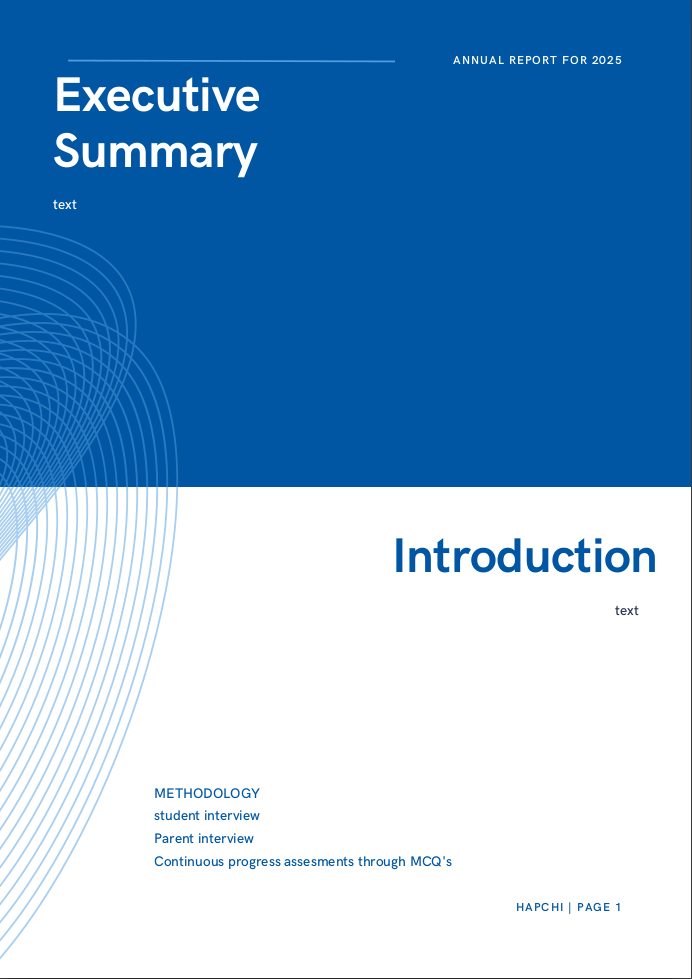 ANNUAL REPORT FOR 2025
Executive
Summary
text
Introduction
text
METHODOLOGY
student interview
Parent interview
Continuous progress assesments through MCQ's
HAPCHI | PAGE 1